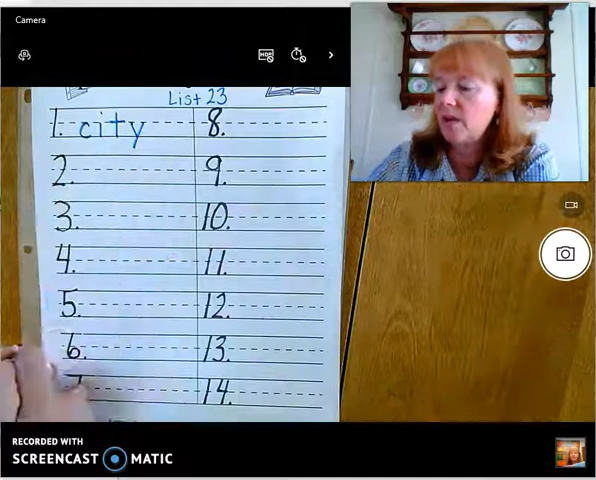 Camera
List 23
1. city
8.
2.
9.
3.
10.
4.
11.
5.
12.
6.
13.
14.
RECORDED WITH
SCREENCAST MATIC